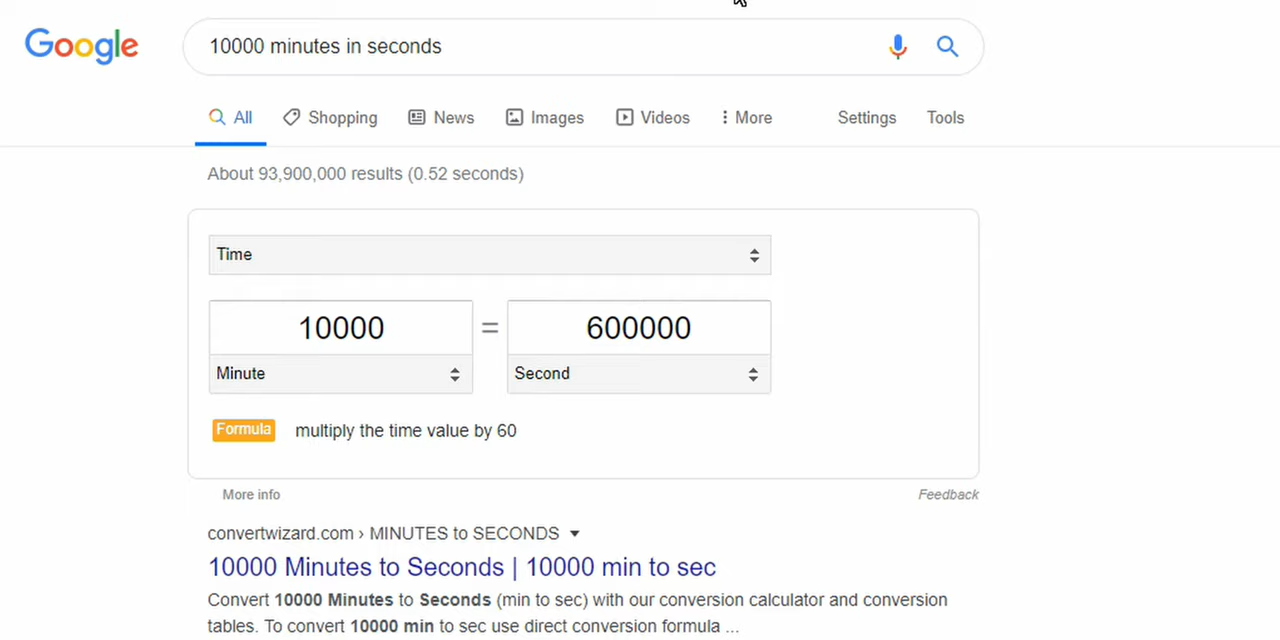 Google
10000 minutes in seconds
All Shopping News Images Videos More Settings Tools
About 93,900,000 results (0.52 seconds)
Time
10000 = 600000
Minute Second
Formula multiply the time value by 60
More info Feedback
convertwizard.com › MINUTES to SECONDS
10000 Minutes to Seconds | 10000 min to sec
Convert 10000 Minutes to Seconds (min to sec) with our conversion calculator and conversion
tables. To convert 10000 min to sec use direct conversion formula ...